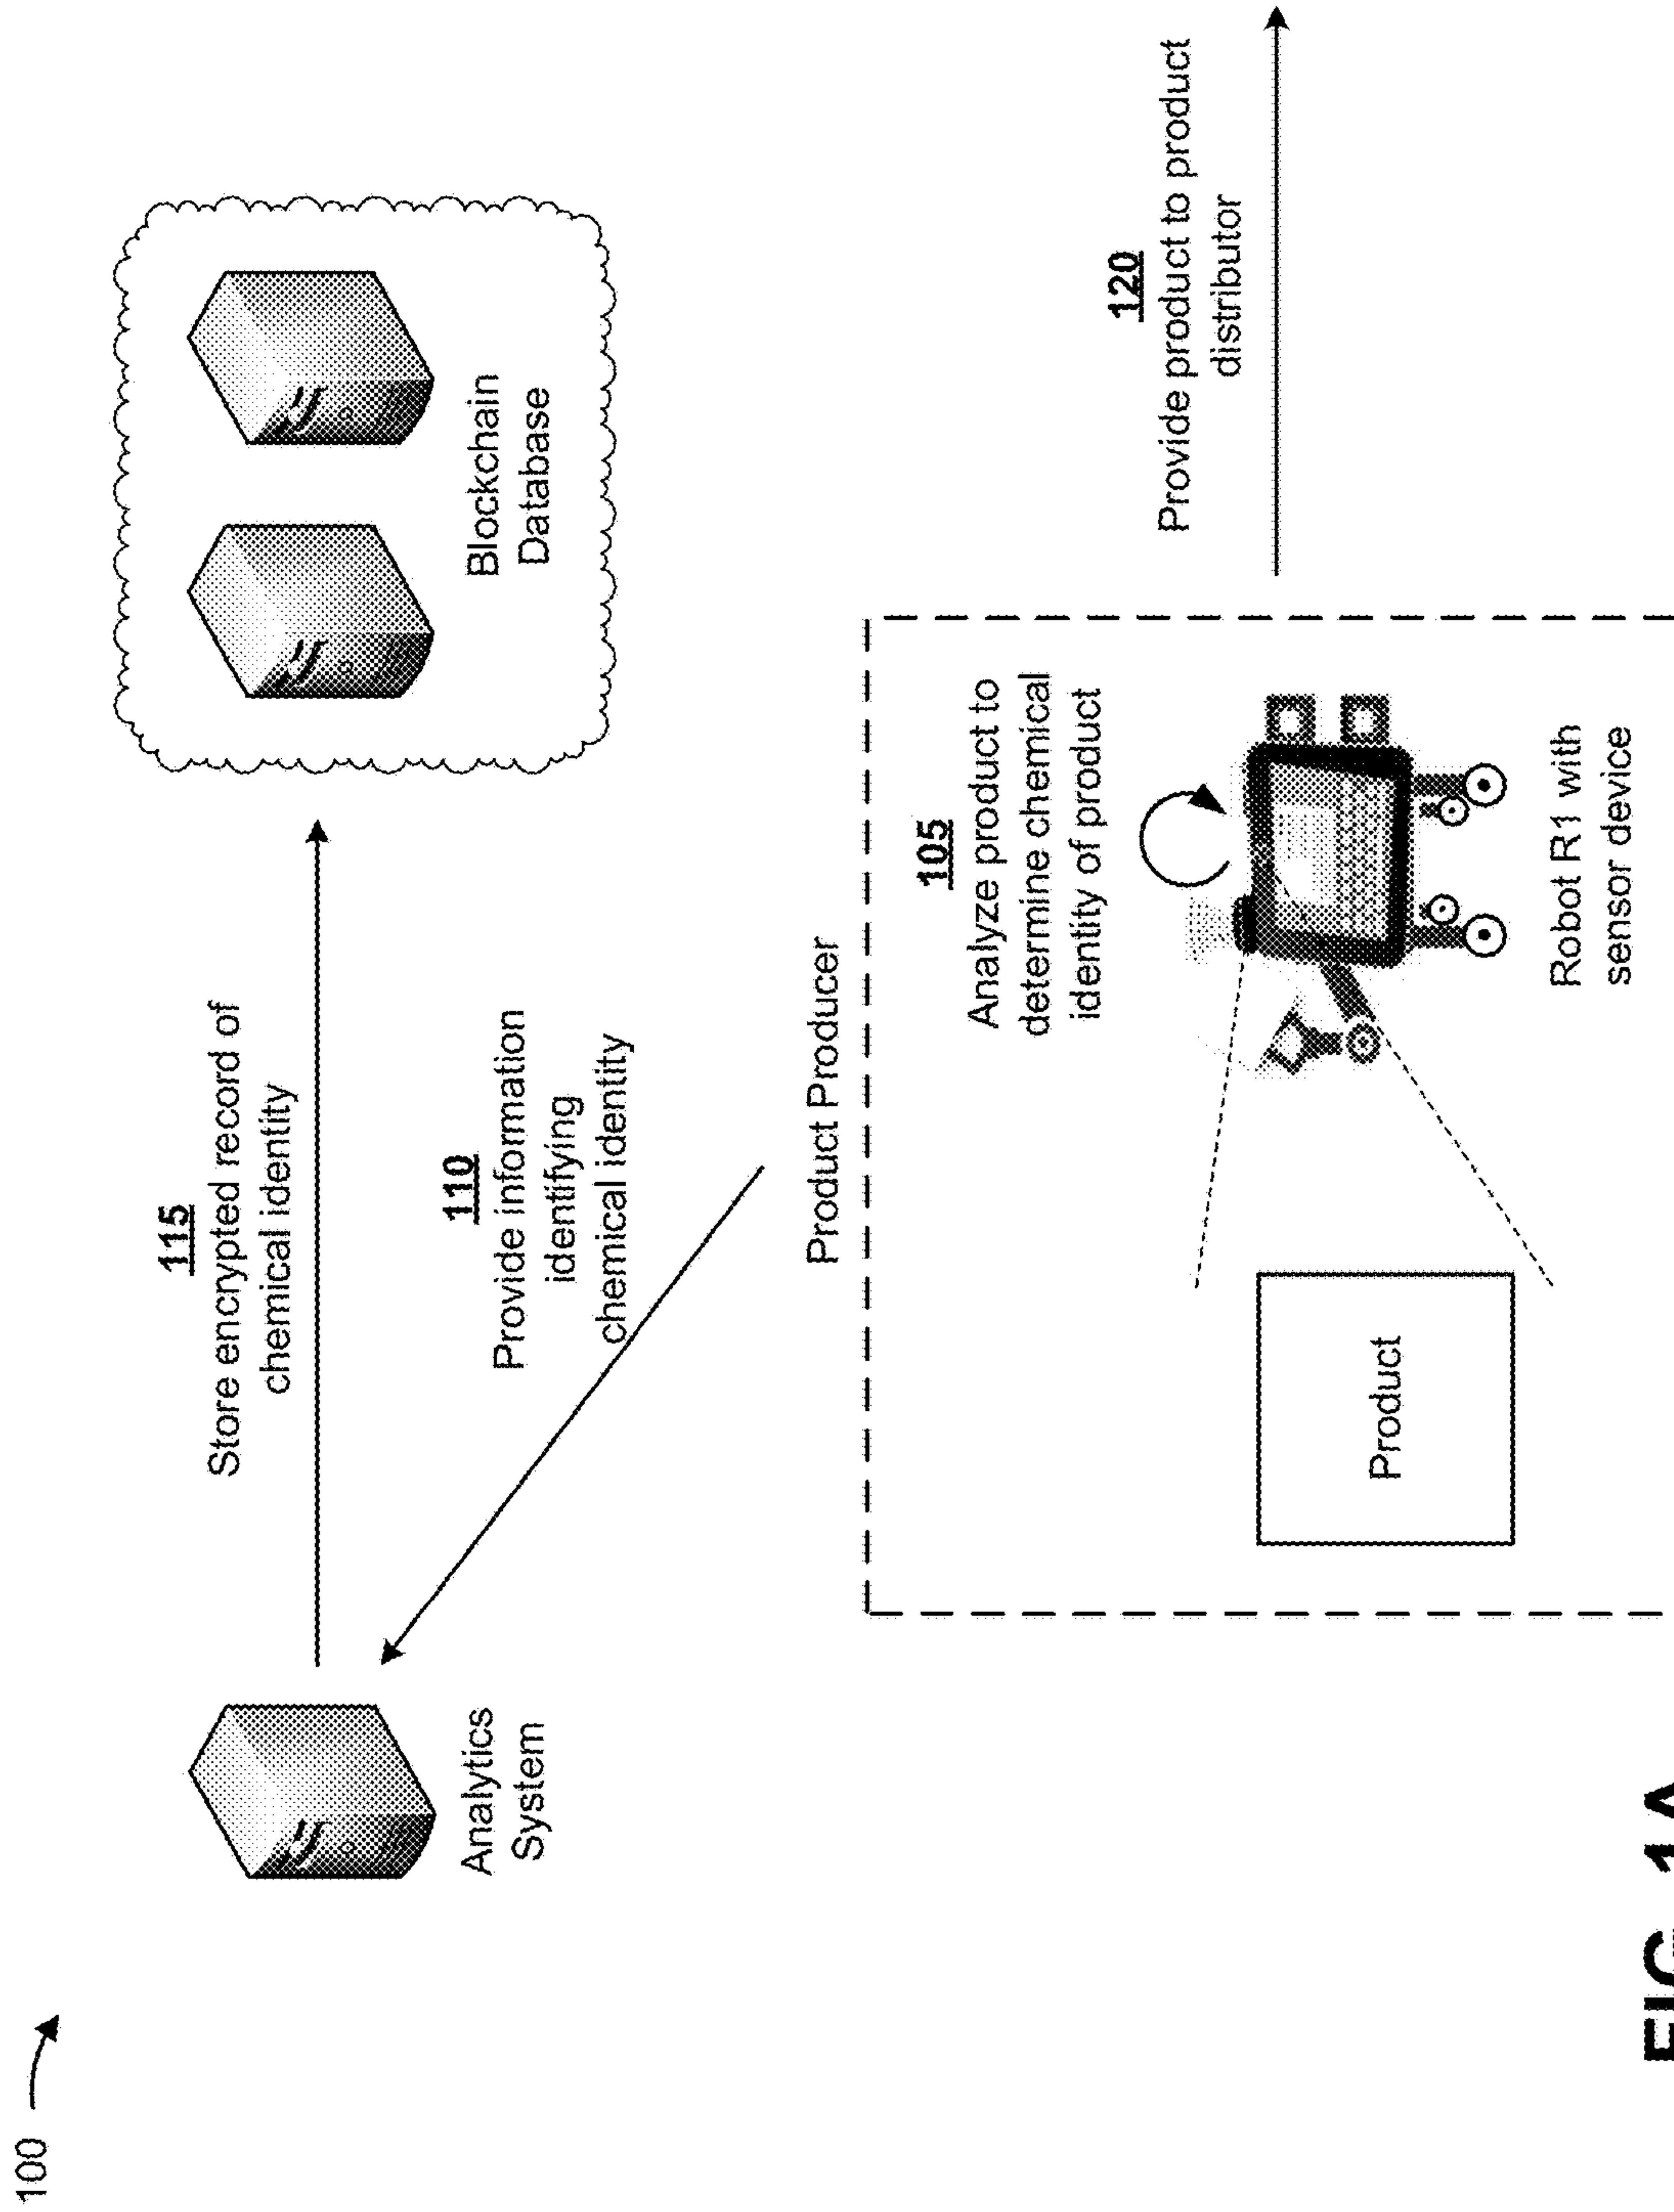 100
115
Store encrypted record of
chemical identity
Analytics
System
Blockchain
Database
110
Provide information
identifying
chemical identity
Product Producer
105
Analyze product to
determine chemical
identity of product
Product
Robot R1 with
sensor device
120
Provide product to product
distributor
FIG. 1A